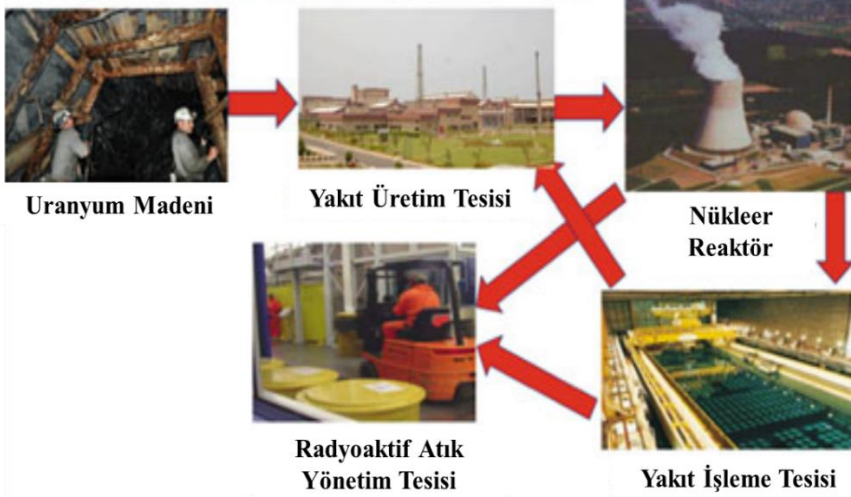 Uranyum Madeni
Yakıt Üretim Tesisi
Nükleer
Reaktör
Radyoaktif Atık
Yönetim Tesisi
Yakıt İşleme Tesisi